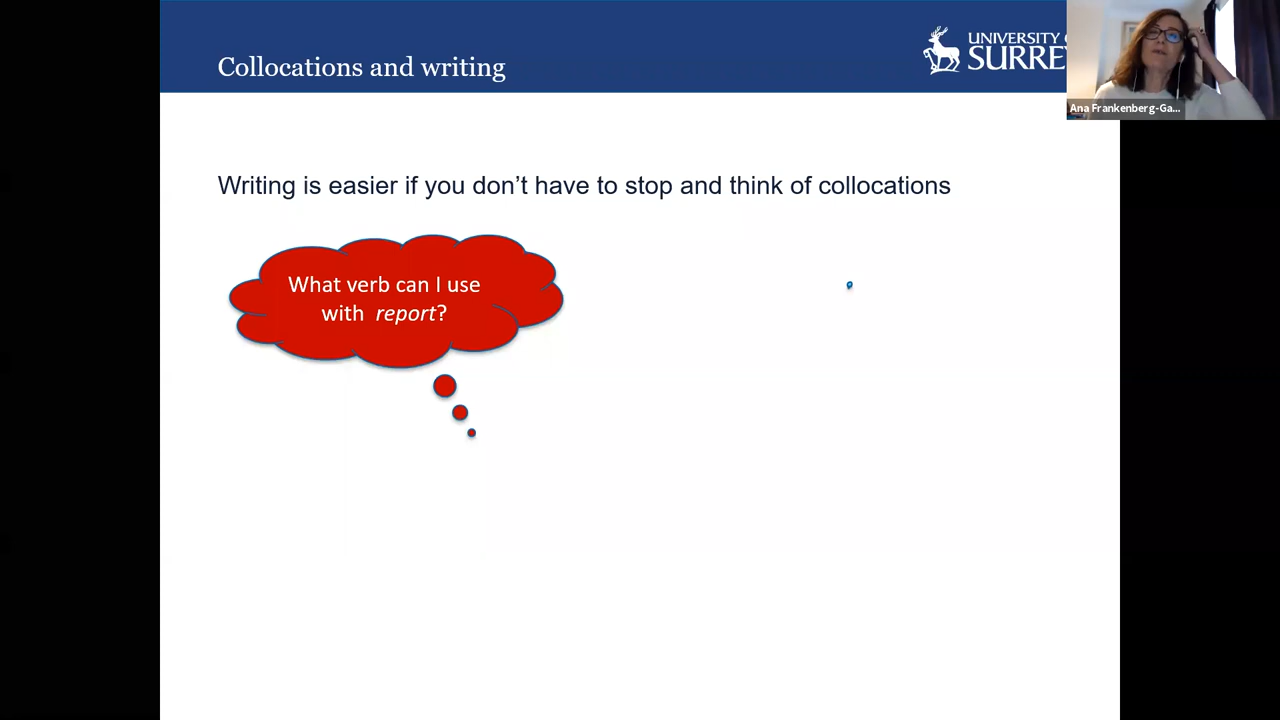 Collocations and writing
UNIVERSITY O
SURREY
Ana Frankenberg-Ga...
Writing is easier if you don’t have to stop and think of collocations
What verb can I use
with report?